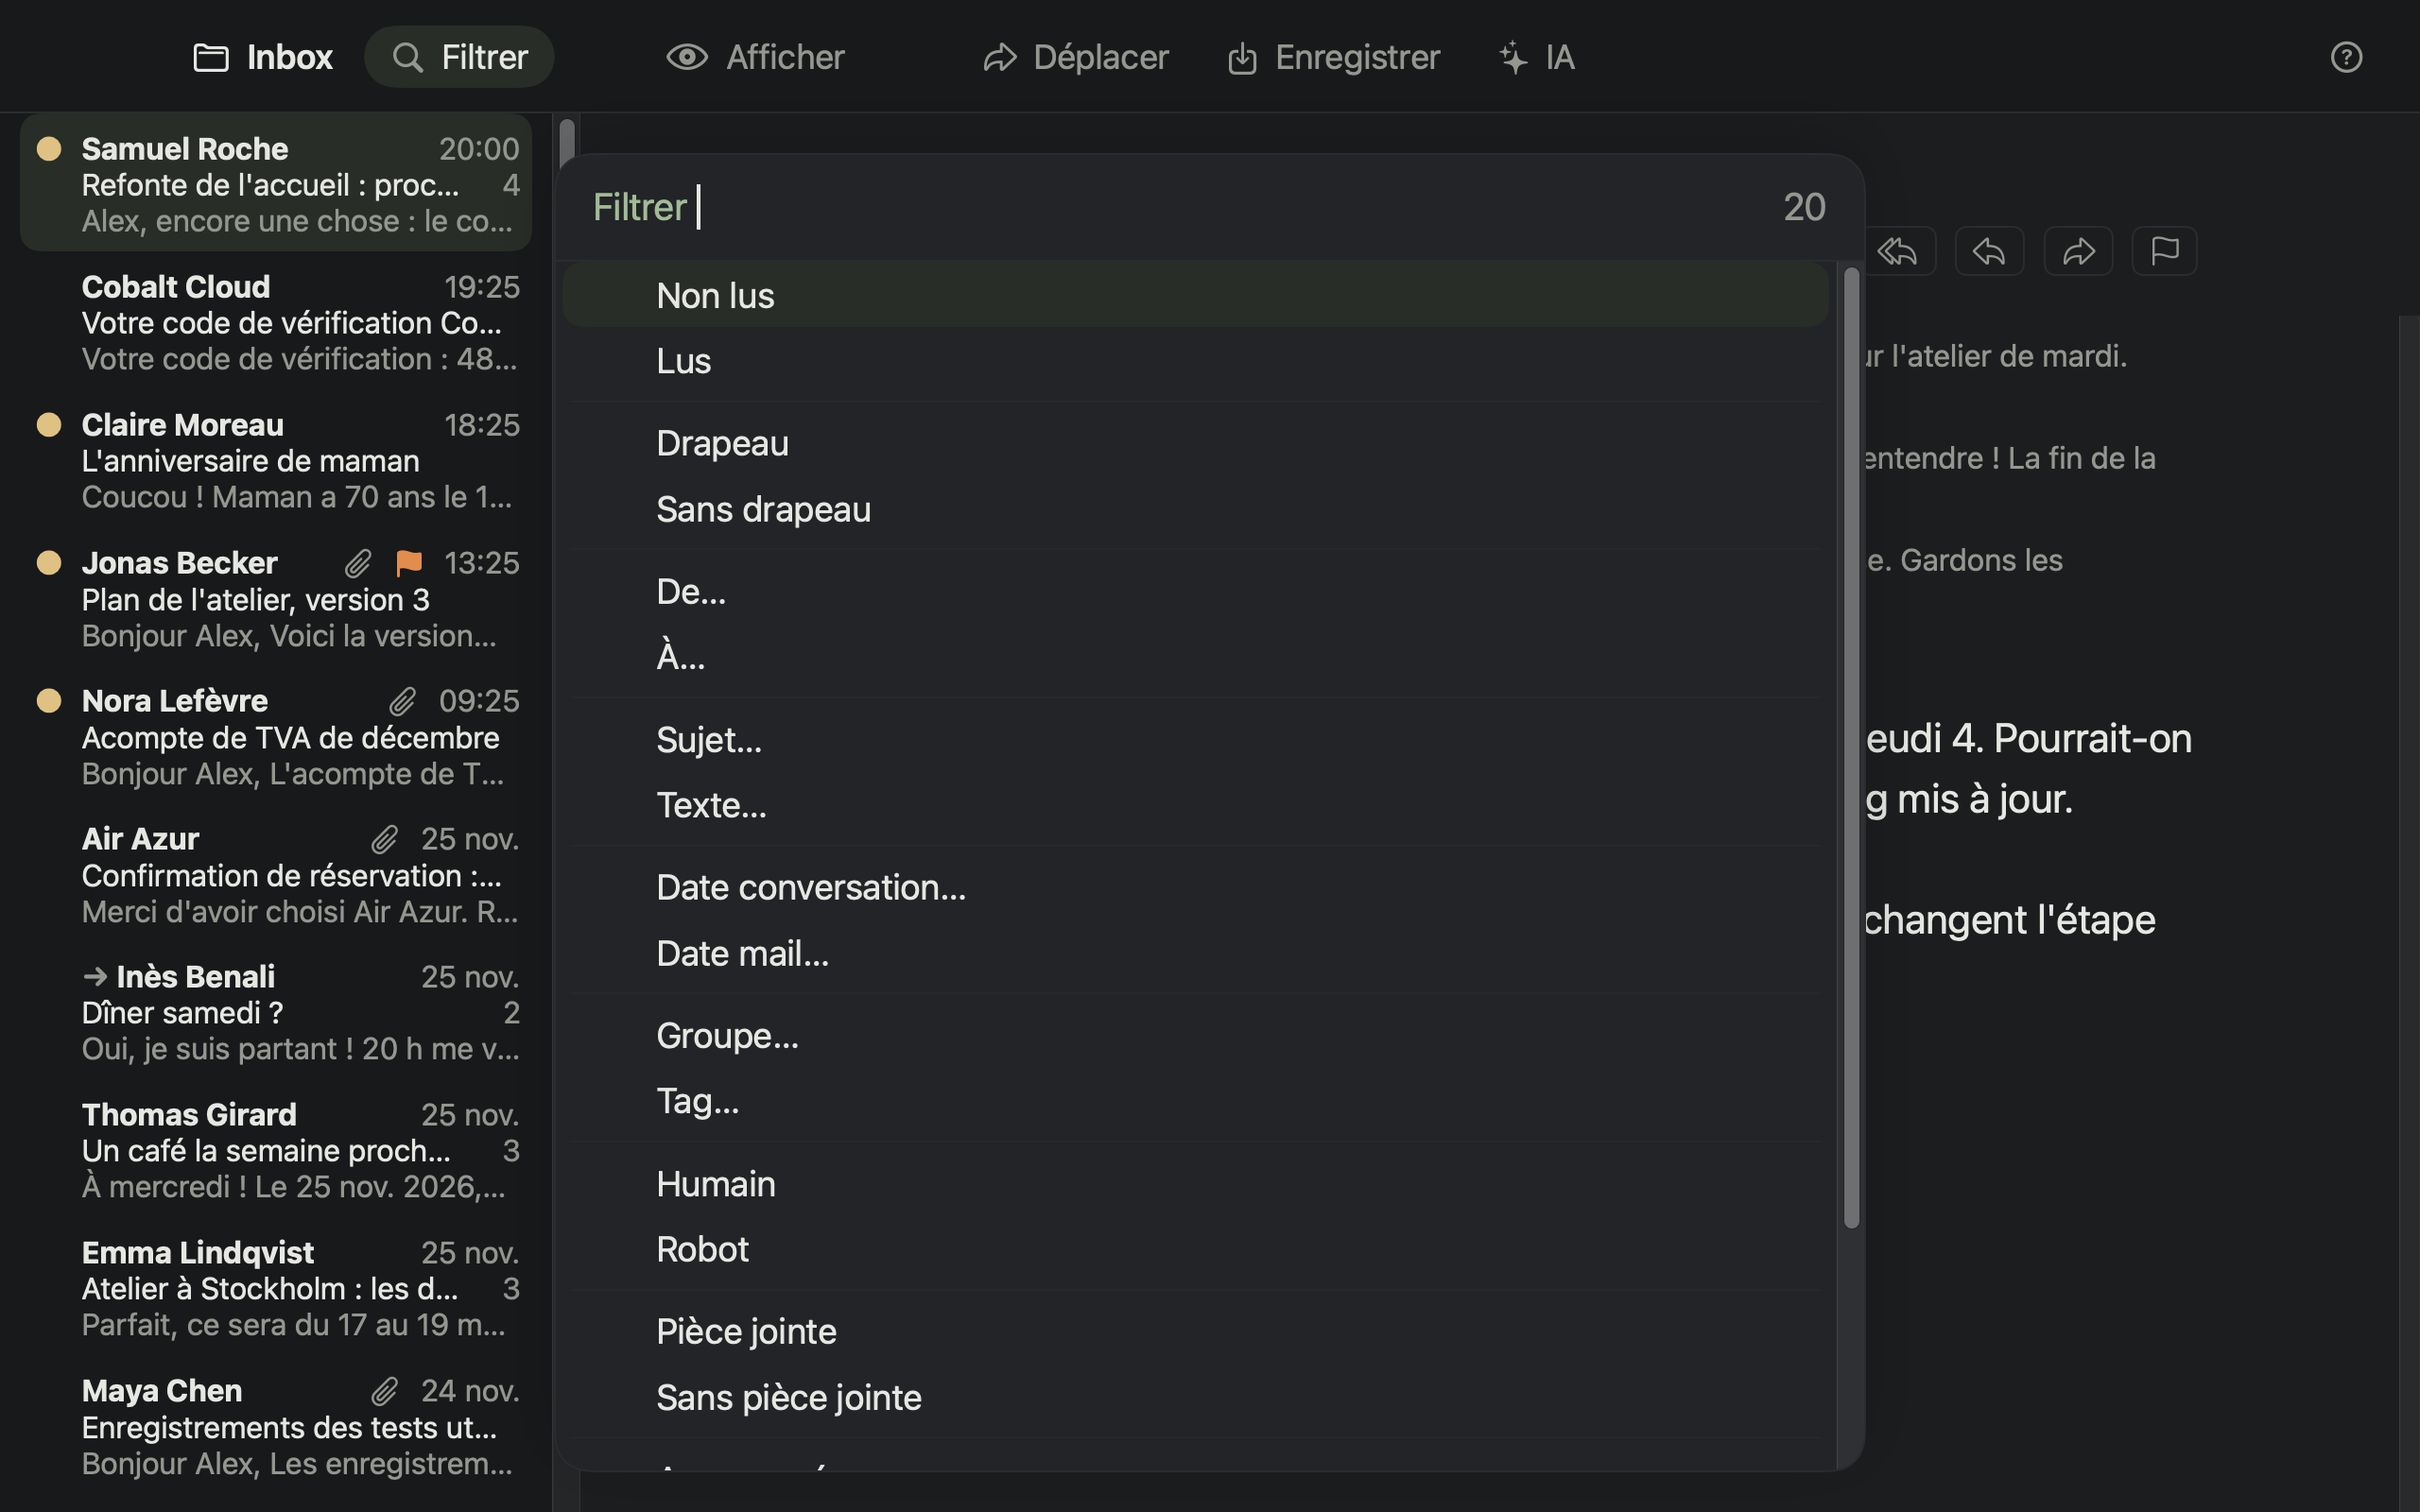 Inbox
Filtrer
Afficher
Déplacer
Enregistrer
IA
Samuel Roche 20:00
Refonte de l'accueil : proc... 4
Alex, encore une chose : le co...
Cobalt Cloud 19:25
Votre code de vérification Co...
Votre code de vérification : 48...
Claire Moreau 18:25
L'anniversaire de maman
Coucou ! Maman a 70 ans le 1...
Jonas Becker 13:25
Plan de l'atelier, version 3
Bonjour Alex, Voici la version...
Nora Lefèvre 09:25
Acompte de TVA de décembre
Bonjour Alex, L'acompte de T...
Air Azur 25 nov.
Confirmation de réservation :...
Merci d'avoir choisi Air Azur. R...
→ Inès Benali 25 nov.
Dîner samedi ? 2
Oui, je suis partant ! 20 h me v...
Thomas Girard 25 nov.
Un café la semaine proch... 3
À mercredi ! Le 25 nov. 2026,...
Emma Lindqvist 25 nov.
Atelier à Stockholm : les d... 3
Parfait, ce sera du 17 au 19 m...
Maya Chen 24 nov.
Enregistrements des tests ut...
Bonjour Alex, Les enregistrem...
Filtrer 20
Non lus
Lus
Drapeau
Sans drapeau
De...
À...
Sujet...
Texte...
Date conversation...
Date mail...
Groupe...
Tag...
Humain
Robot
Pièce jointe
Sans pièce jointe
l'atelier de mardi.
entendre ! La fin de la
Gardons les
4. Pourrait-on
mis à jour.
changent l'étape